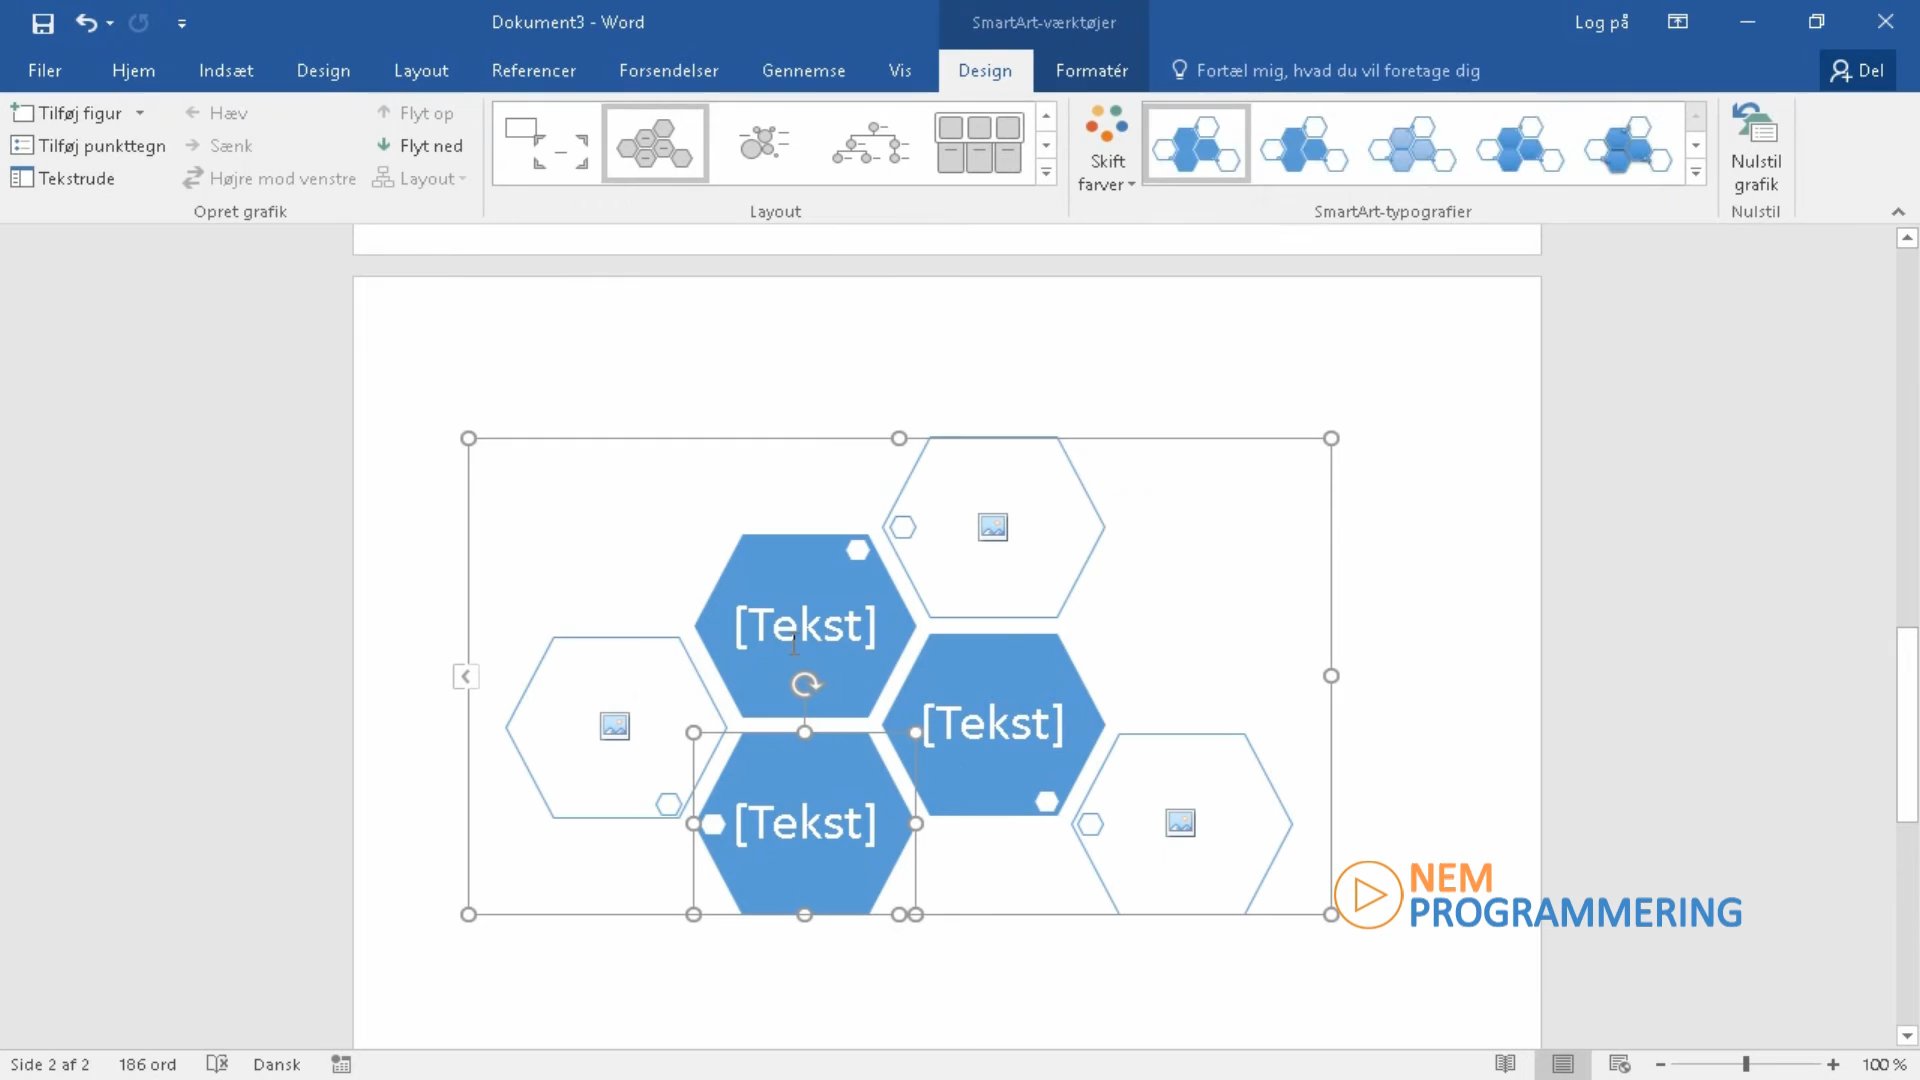 Dokument3 - Word
SmartArt-værktøjer
Log på
Filer
Hjem
Indsæt
Design
Layout
Referencer
Forsendelser
Gennemse
Vis
Design
Formatér
Fortæl mig, hvad du vil foretage dig
Del
Tilføj figur
Hæv
Flyt op
Tilføj punkttegn
Sænk
Flyt ned
Tekstrude
Højre mod venstre
Layout
Opret grafik
Layout
Skift
farver
SmartArt-typografier
Nulstil
grafik
Nulstil
[Tekst]
[Tekst]
[Tekst]
NEM
PROGRAMMERING
Side 2 af 2
186 ord
Dansk
100 %